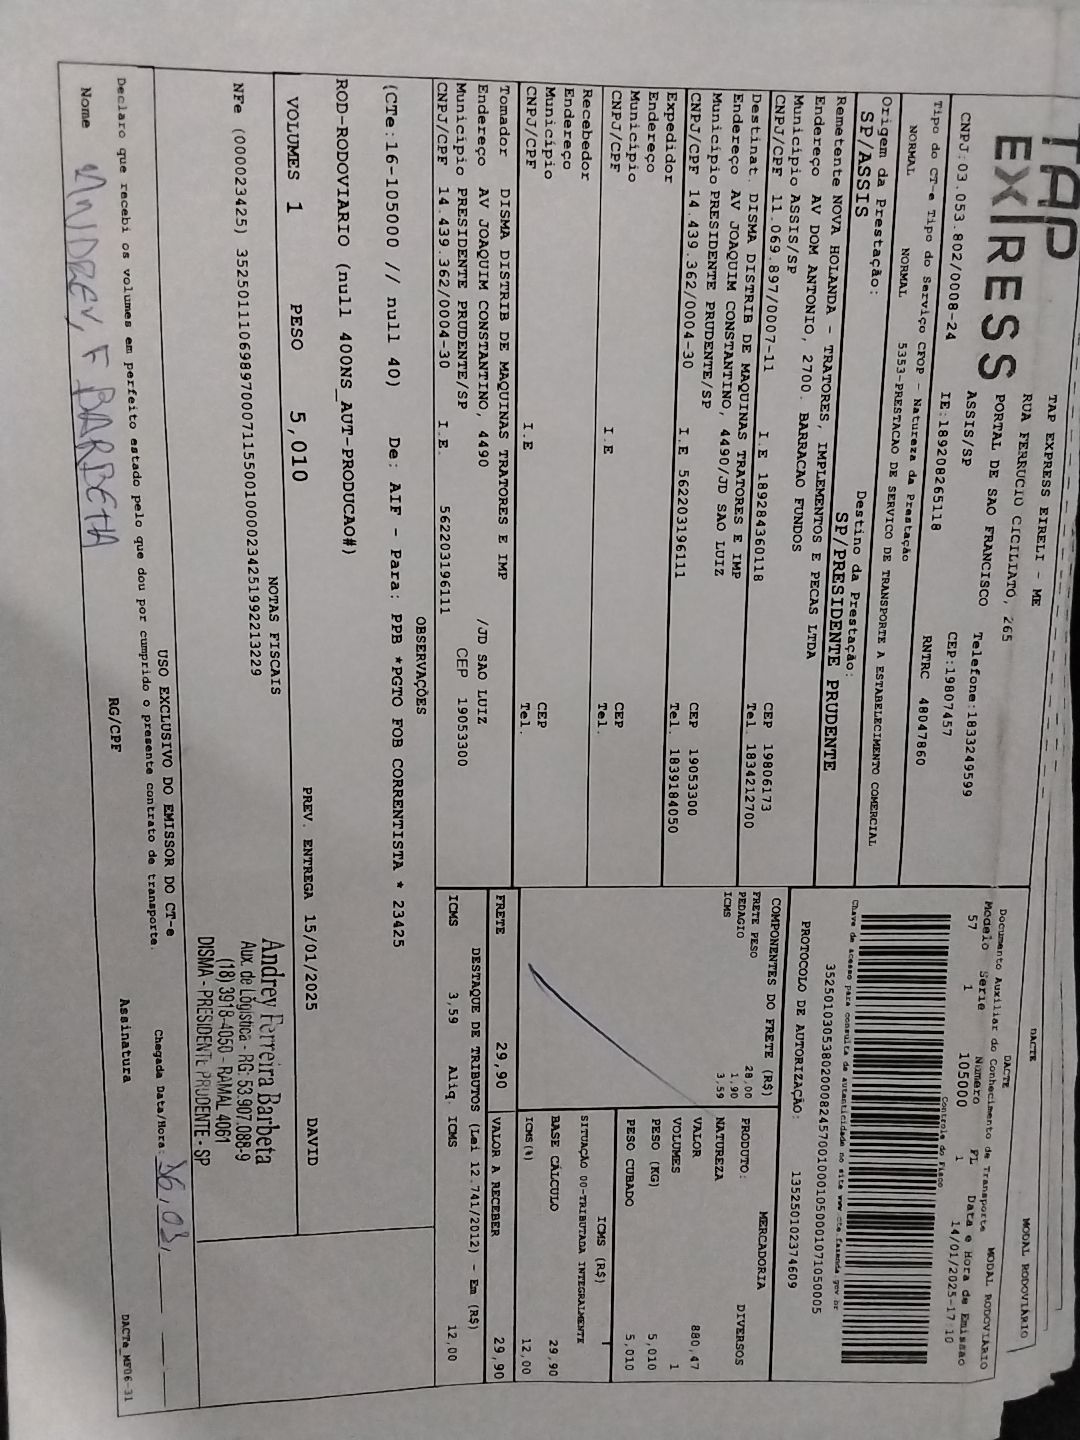 TAP
EX|RESS
TAP EXPRESS EIRELI - ME
RUA FERRUCIO CICILIATO, 265
PORTAL DE SAO FRANCISCO
ASSIS/SP
Telefone:1833249599
CNPJ:03.053.802/0008-24
IE:189208265118
CEP:19807457
RNTRC 48047860
Tipo do CT-e Tipo do Serviço CFOP - Natureza da Prestação
NORMAL NORMAL 5353-PRESTACAO DE SERVICO DE TRANSPORTE A ESTABELECIMENTO COMERCIAL
Origem da Prestação: Destino da Prestação:
SP/ASSIS SP/PRESIDENTE PRUDENTE
Remetente NOVA HOLANDA - TRATORES, IMPLEMENTOS E PECAS LTDA
Endereço AV DOM ANTONIO, 2700. BARRACAO FUNDOS
Município ASSIS/SP CEP 19806173
CNPJ/CPF 11.069.897/0007-11 I.E 189284360118 Tel. 1834212700
Destinat. DISMA DISTRIB DE MAQUINAS TRATORES E IMP
Endereço AV JOAQUIM CONSTANTINO, 4490/JD SAO LUIZ
Município PRESIDENTE PRUDENTE/SP CEP 19053300
CNPJ/CPF 14.439.362/0004-30 I.E 562203196111 Tel. 1839184050
Expedidor
Endereço
Município CEP
CNPJ/CPF I.E Tel.
Recebedor
Endereço
Município CEP
CNPJ/CPF I.E Tel.
Tomador DISMA DISTRIB DE MAQUINAS TRATORES E IMP
Endereço AV JOAQUIM CONSTANTINO, 4490 /JD SAO LUIZ
Município PRESIDENTE PRUDENTE/SP CEP 19053300
CNPJ/CPF 14.439.362/0004-30 I.E. 562203196111
DACTE MODAL RODOVIÁRIO
DACTE
Documento Auxiliar do Conhecimento de Transporte MODAL RODOVIÁRIO
Modelo Serie Número FL Data e Hora de Emissão
57 1 105000 1 14/01/2025-17:10
Controle do Fisco
Chave de acesso para consulta de autenticidade no site www.cte.fazenda.gov.br
35250103053802000824570010001050001071050005
PROTOCOLO DE AUTORIZAÇÃO: 135250102374609
COMPONENTES DO FRETE (R$)
FRETE PESO 28,00
PEDAGIO 1,90
ICMS 3,59
MERCADORIA
PRODUTO: DIVERSOS
NATUREZA
VALOR 880,47
VOLUMES 1
PESO (KG) 5,010
PESO CUBADO 5,010
ICMS (R$)
SITUAÇÃO 00-TRIBUTADA INTEGRALMENTE
BASE CÁLCULO 29,90
ICMS(%) 12,00
FRETE 29,90 VALOR A RECEBER 29,90
DESTAQUE DE TRIBUTOS (Lei 12.741/2012) - Em (R$)
ICMS 3,59 Aliq. ICMS 12,00
OBSERVAÇÕES
(CTe:16-105000 // null 40) De: AIF - Para: PPB *PGTO FOB CORRENTISTA * 23425
ROD-RODOVIARIO (null 400NS_AUT-PRODUCAO#)
VOLUMES 1 PESO 5,010 PREV. ENTREGA 15/01/2025 DAVID
NOTAS FISCAIS
NFe (000023425) 35250111069897000711550010000234251992213229
Andrey Ferreira Barbeta
Aux. de Logística - RG: 53.907.088-9
(18) 3918-4050 - RAMAL 4061
DISMA - PRESIDENTE PRUDENTE - SP
USO EXCLUSIVO DO EMISSOR DO CT-e
Declaro que recebi os volumes em perfeito estado pelo que dou por cumprido o presente contrato de transporte. Chegada Data/Hora:
Nome ANDREY, F BARBETA RG/CPF Assinatura
DACTe_MF06-31